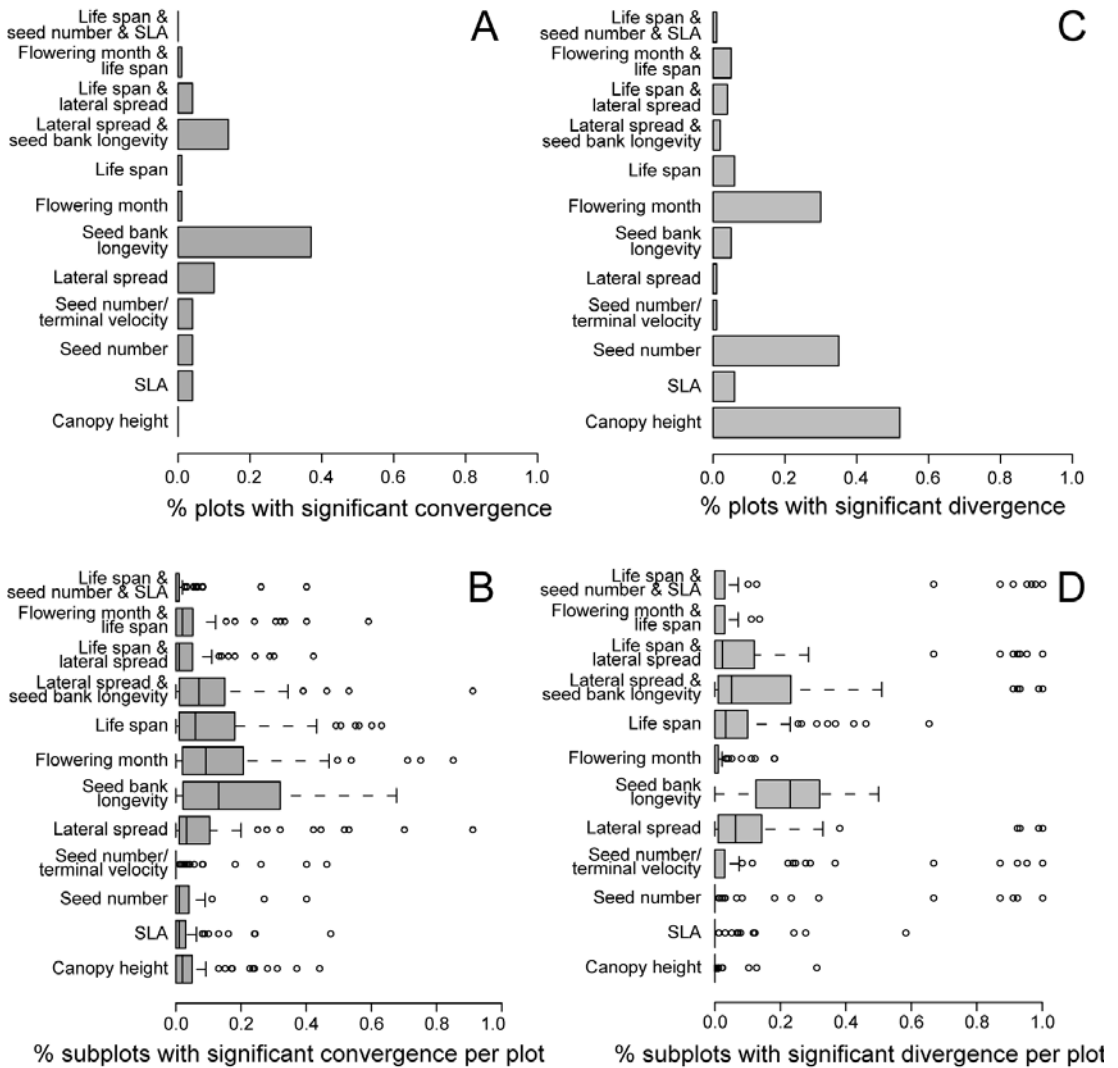 A
Life span &
seed number & SLA
Flowering month &
life span
Life span &
lateral spread
Lateral spread &
seed bank longevity
Life span
Flowering month
Seed bank
longevity
Lateral spread
Seed number/
terminal velocity
Seed number
SLA
Canopy height
0.0 0.2 0.4 0.6 0.8 1.0
% plots with significant convergence
C
Life span &
seed number & SLA
Flowering month &
life span
Life span &
lateral spread
Lateral spread &
seed bank longevity
Life span
Flowering month
Seed bank
longevity
Lateral spread
Seed number/
terminal velocity
Seed number
SLA
Canopy height
0.0 0.2 0.4 0.6 0.8 1.0
% plots with significant divergence
B
Life span &
seed number & SLA
Flowering month &
life span
Life span &
lateral spread
Lateral spread &
seed bank longevity
Life span
Flowering month
Seed bank
longevity
Lateral spread
Seed number/
terminal velocity
Seed number
SLA
Canopy height
0.0 0.2 0.4 0.6 0.8 1.0
% subplots with significant convergence per plot
D
Life span &
seed number & SLA
Flowering month &
life span
Life span &
lateral spread
Lateral spread &
seed bank longevity
Life span
Flowering month
Seed bank
longevity
Lateral spread
Seed number/
terminal velocity
Seed number
SLA
Canopy height
0.0 0.2 0.4 0.6 0.8 1.0
% subplots with significant divergence per plot